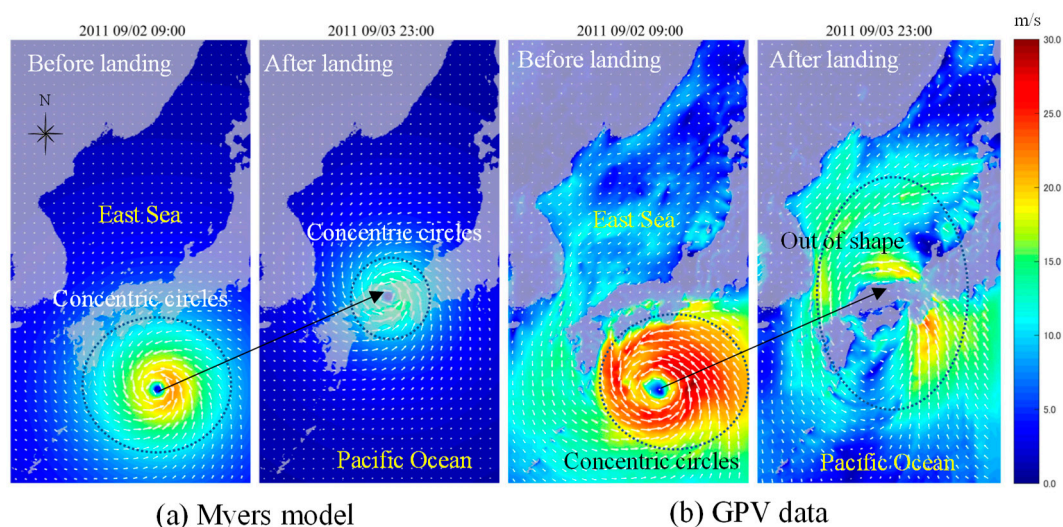 m/s
2011 09/02 09:00
2011 09/03 23:00
2011 09/02 09:00
2011 09/03 23:00
Before landing
After landing
Before landing
After landing
N
East Sea
Concentric circles
Concentric circles
Pacific Ocean
East Sea
Concentric circles
Out of shape
Pacific Ocean
30.0
25.0
20.0
15.0
10.0
5.0
0.0
(a) Myers model
(b) GPV data